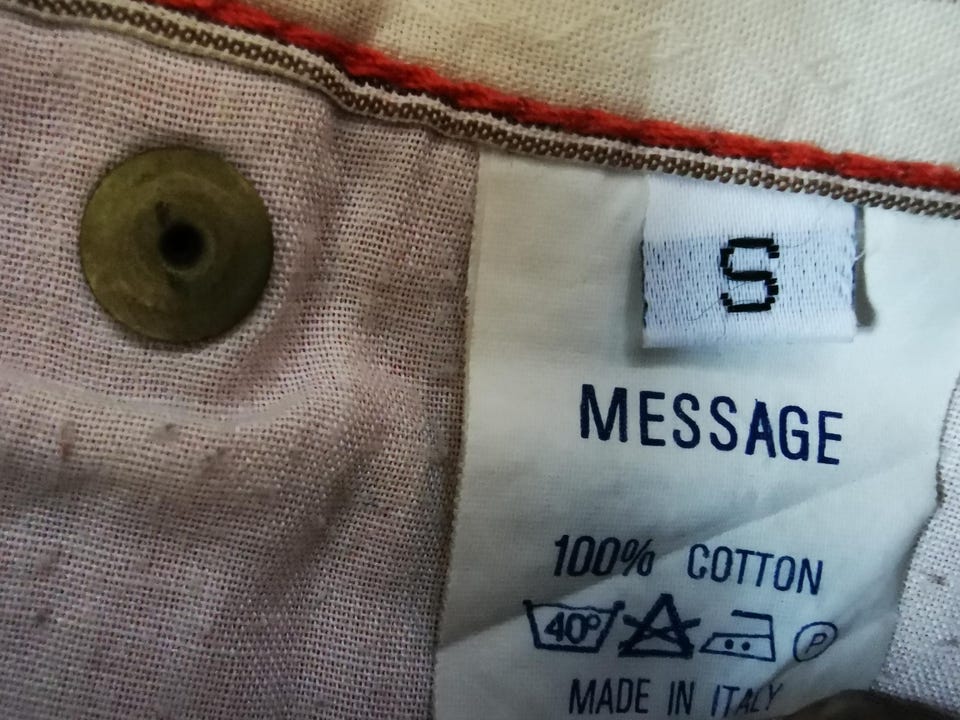 S
MESSAGE
100% COTTON
40° P
MADE IN ITALY